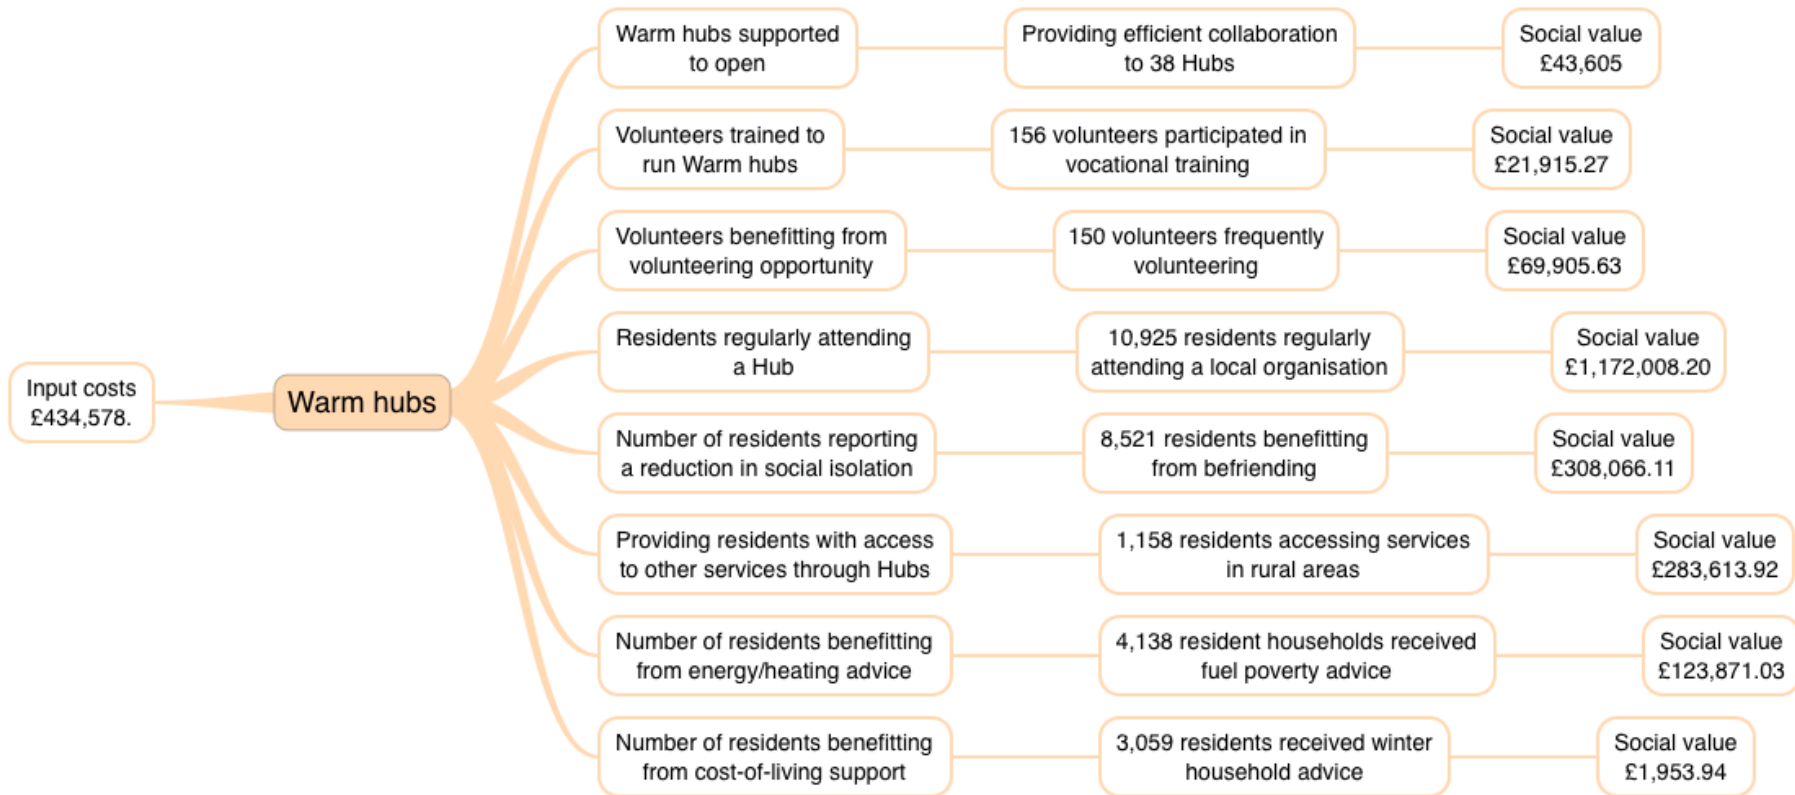 Input costs
£434,578.
Warm hubs
Warm hubs supported
to open
Providing efficient collaboration
to 38 Hubs
Social value
£43,605
Volunteers trained to
run Warm hubs
156 volunteers participated in
vocational training
Social value
£21,915.27
Volunteers benefitting from
volunteering opportunity
150 volunteers frequently
volunteering
Social value
£69,905.63
Residents regularly attending
a Hub
10,925 residents regularly
attending a local organisation
Social value
£1,172,008.20
Number of residents reporting
a reduction in social isolation
8,521 residents benefitting
from befriending
Social value
£308,066.11
Providing residents with access
to other services through Hubs
1,158 residents accessing services
in rural areas
Social value
£283,613.92
Number of residents benefitting
from energy/heating advice
4,138 resident households received
fuel poverty advice
Social value
£123,871.03
Number of residents benefitting
from cost-of-living support
3,059 residents received winter
household advice
Social value
£1,953.94